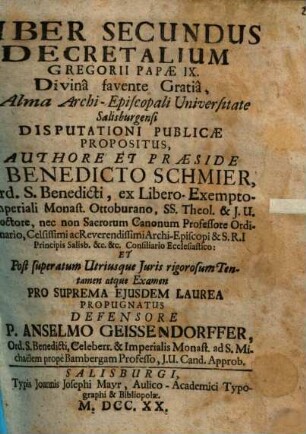 IBER SECUNDUS
DECRETALIUM
GREGORII PAPÆ IX.
Divinâ favente Gratiâ,
Alma Archi-Episcopali Universitate
Salisburgensi
DISPUTATIONI PUBLICÆ
PROPOSITUS,
AUTHORE ET PRÆSIDE
BENEDICTO SCHMIER,
rd. S. Benedicti, ex Libero-Exempto-
mperiali Monast. Ottoburano, SS. Theol. & J. U.
octore, nec non Sacrorum Canonum Professore Ordi-
nario, Celsissimi ac Reverendissimi Archi-Episcopi & S. R. I
Principis Salisb. &c. &c. Consiliario Ecclesiastico:
ET
Post superatum Utriusque Juris rigorosum Ten-
tamen atque Examen
PRO SUPREMA EJUSDEM LAUREA
PROPUGNATUS
DEFENSORE
P. ANSELMO GEISSENDORFFER,
Ord. S. Benedicti, Celeberr. & Imperialis Monast. ad S. Mi-
chaëlem propè Bambergam Professo, J. U. Cand. Approb.
SALISBURGI,
Typis Joannis Josephi Mayr, Aulico-Academici Typo-
graphi & Bibliopolæ.
M. DCC. XX.